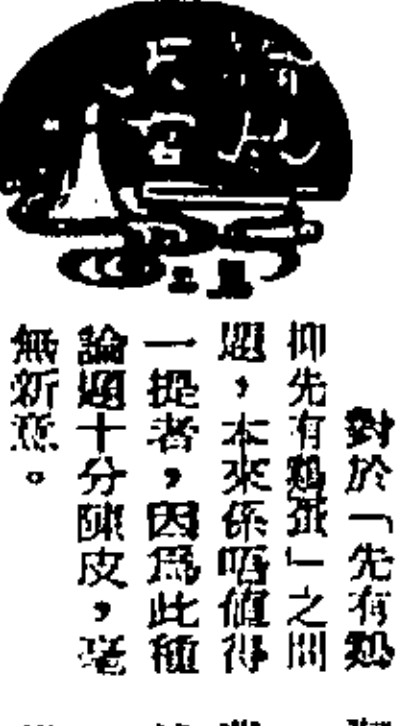 對於「先有鷄
抑先有鷄蛋」之問
題，本來係唔值得
一提者，因爲此種
論題十分陳皮，毫
無新意。